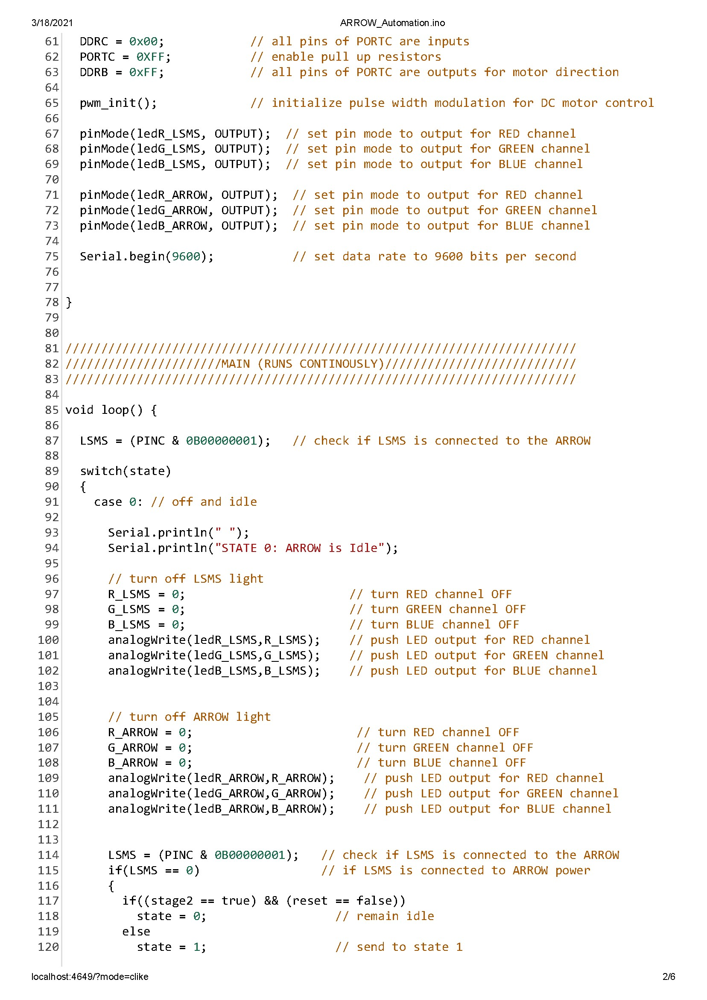 3/18/2021 ARROW_Automation.ino
61 DDRC = 0x00; // all pins of PORTC are inputs
62 PORTC = 0XFF; // enable pull up resistors
63 DDRB = 0xFF; // all pins of PORTC are outputs for motor direction
64
65 pwm_init(); // initialize pulse width modulation for DC motor control
66
67 pinMode(ledR_LSMS, OUTPUT); // set pin mode to output for RED channel
68 pinMode(ledG_LSMS, OUTPUT); // set pin mode to output for GREEN channel
69 pinMode(ledB_LSMS, OUTPUT); // set pin mode to output for BLUE channel
70
71 pinMode(ledR_ARROW, OUTPUT); // set pin mode to output for RED channel
72 pinMode(ledG_ARROW, OUTPUT); // set pin mode to output for GREEN channel
73 pinMode(ledB_ARROW, OUTPUT); // set pin mode to output for BLUE channel
74
75 Serial.begin(9600); // set data rate to 9600 bits per second
76
77
78 }
79
80
81 ////////////////////////////////////////////////////////////////////////
82 //////////////////////MAIN (RUNS CONTINOUSLY)///////////////////////////
83 ////////////////////////////////////////////////////////////////////////
84
85 void loop() {
86
87 LSMS = (PINC & 0B00000001); // check if LSMS is connected to the ARROW
88
89 switch(state)
90 {
91 case 0: // off and idle
92
93 Serial.println(" ");
94 Serial.println("STATE 0: ARROW is Idle");
95
96 // turn off LSMS light
97 R_LSMS = 0; // turn RED channel OFF
98 G_LSMS = 0; // turn GREEN channel OFF
99 B_LSMS = 0; // turn BLUE channel OFF
100 analogWrite(ledR_LSMS,R_LSMS); // push LED output for RED channel
101 analogWrite(ledG_LSMS,G_LSMS); // push LED output for GREEN channel
102 analogWrite(ledB_LSMS,B_LSMS); // push LED output for BLUE channel
103
104
105 // turn off ARROW light
106 R_ARROW = 0; // turn RED channel OFF
107 G_ARROW = 0; // turn GREEN channel OFF
108 B_ARROW = 0; // turn BLUE channel OFF
109 analogWrite(ledR_ARROW,R_ARROW); // push LED output for RED channel
110 analogWrite(ledG_ARROW,G_ARROW); // push LED output for GREEN channel
111 analogWrite(ledB_ARROW,B_ARROW); // push LED output for BLUE channel
112
113
114 LSMS = (PINC & 0B00000001); // check if LSMS is connected to the ARROW
115 if(LSMS == 0) // if LSMS is connected to ARROW power
116 {
117 if((stage2 == true) && (reset == false))
118 state = 0; // remain idle
119 else
120 state = 1; // send to state 1
localhost:4649/?mode=clike 2/6